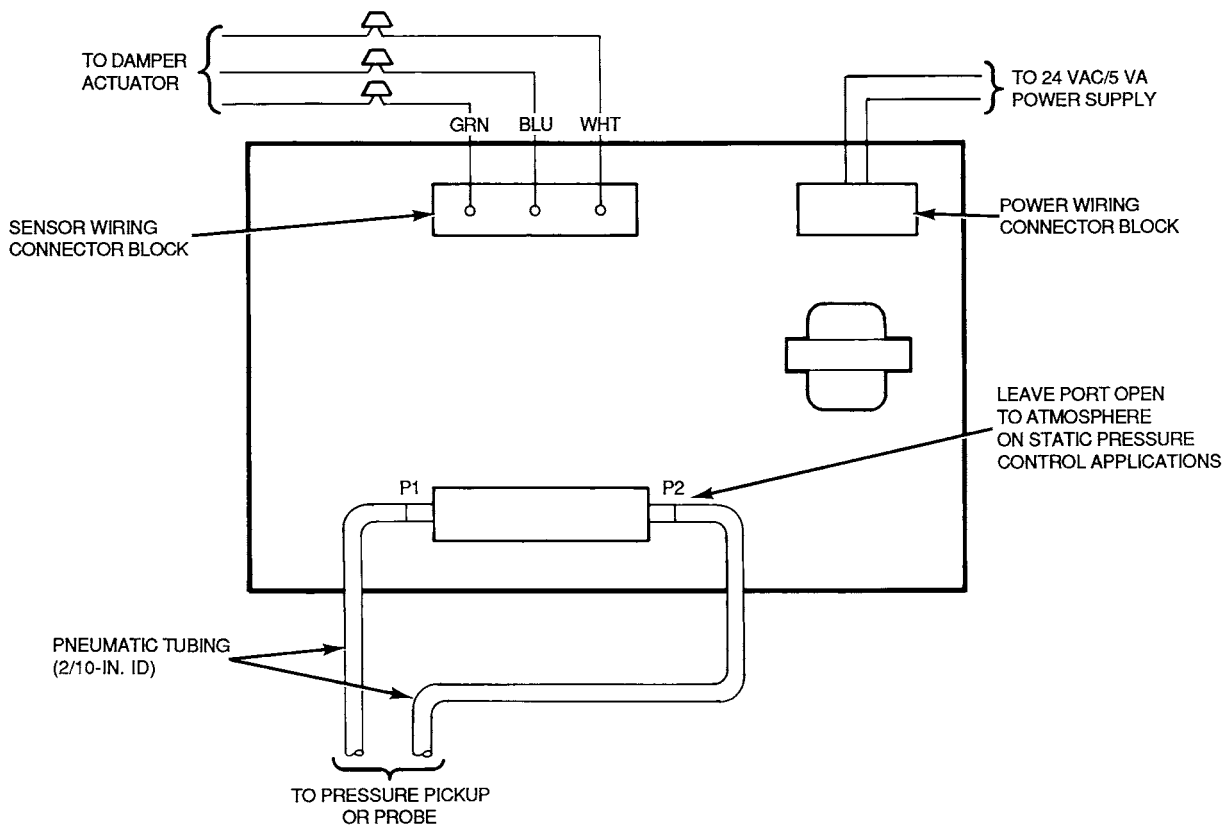 TO DAMPER
ACTUATOR
TO 24 VAC/5 VA
POWER SUPPLY
GRN
BLU
WHT
SENSOR WIRING
CONNECTOR BLOCK
POWER WIRING
CONNECTOR BLOCK
LEAVE PORT OPEN
TO ATMOSPHERE
ON STATIC PRESSURE
CONTROL APPLICATIONS
P1
P2
PNEUMATIC TUBING
(2/10-IN. ID)
TO PRESSURE PICKUP
OR PROBE